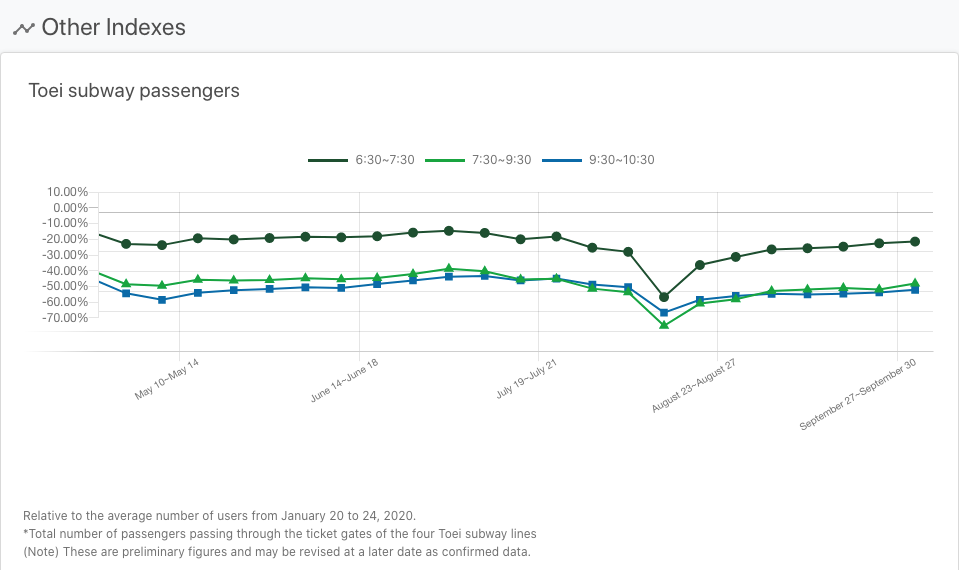 Other Indexes
Toei subway passengers
6:30~7:30
7:30~9:30
9:30~10:30
10.00%
0.00%
-10.00%
-20.00%
-30.00%
-40.00%
-50.00%
-60.00%
-70.00%
May 10~May 14
June 14~June 18
July 19~July 21
August 23~August 27
September 27~September 30
Relative to the average number of users from January 20 to 24, 2020.
*Total number of passengers passing through the ticket gates of the four Toei subway lines
(Note) These are preliminary figures and may be revised at a later date as confirmed data.